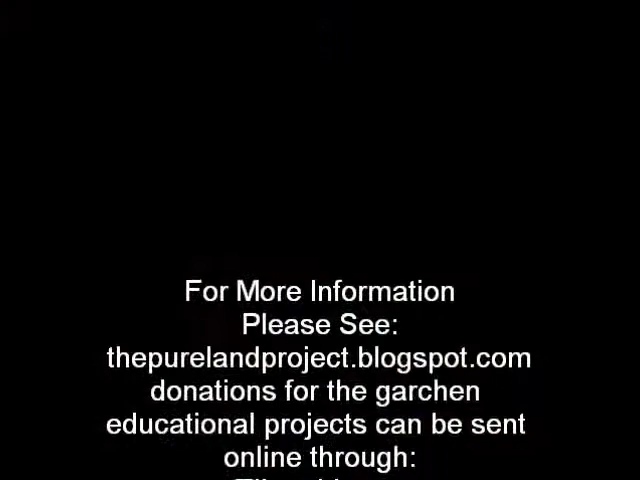 For More Information
Please See:
thepurelandproject.blogspot.com
donations for the garchen
educational projects can be sent
online through: